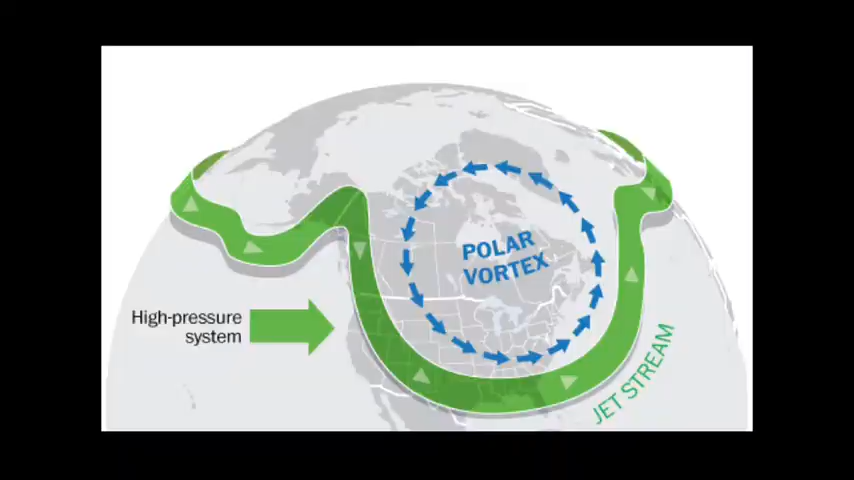 POLAR
VORTEX
High-pressure
system
JET STREAM